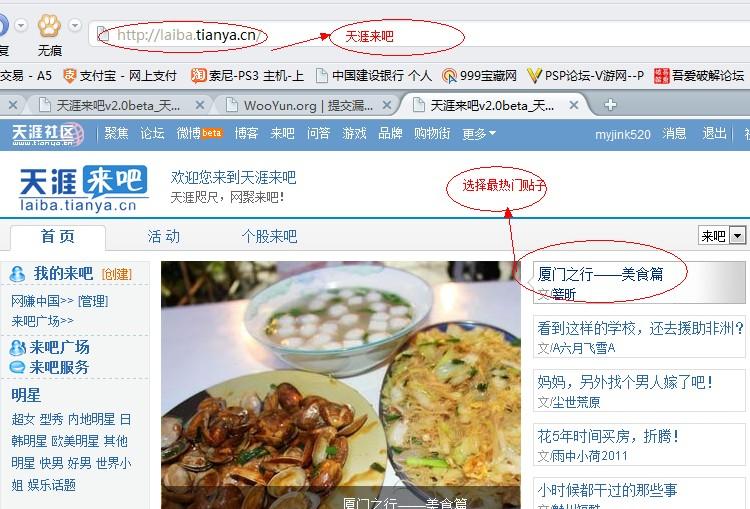 复
无痕
http://laiba.tianya.cn/
天涯来吧
交易 - A5 支付宝 - 网上支付 索尼-PS3 主机-上 中国建设银行 个人 999宝藏网 PSP论坛-V游网--P 吾爱破解论坛
天涯来吧v2.0beta_天... WooYun.org | 提交漏... 天涯来吧v2.0beta_天...
天涯社区 www.tianya.cn 聚焦 论坛 微博beta 博客 来吧 问答 游戏 品牌 购物街 更多 myjink520 消息 退出
天涯来吧
laiba.tianya.cn
欢迎您来到天涯来吧
天涯咫尺，网聚来吧！
选择最热门贴子
首 页 活 动 个股来吧 来吧
我的来吧 [创建]
网赚中国>> [管理]
来吧广场>>
来吧广场
来吧服务
明星
超女 型秀 内地明星 日
韩明星 欧美明星 其他
明星 快男 好男 世界小
姐 娱乐话题
厦门之行——美食篇
厦门之行——美食篇
文/簪昕
看到这样的学校，还去援助非洲？
文/A六月飞雪A
妈妈，另外找个男人嫁了吧！
文/尘世荒原
花5年时间买房，折腾！
文/雨中小荷2011
小时候都干过的那些事